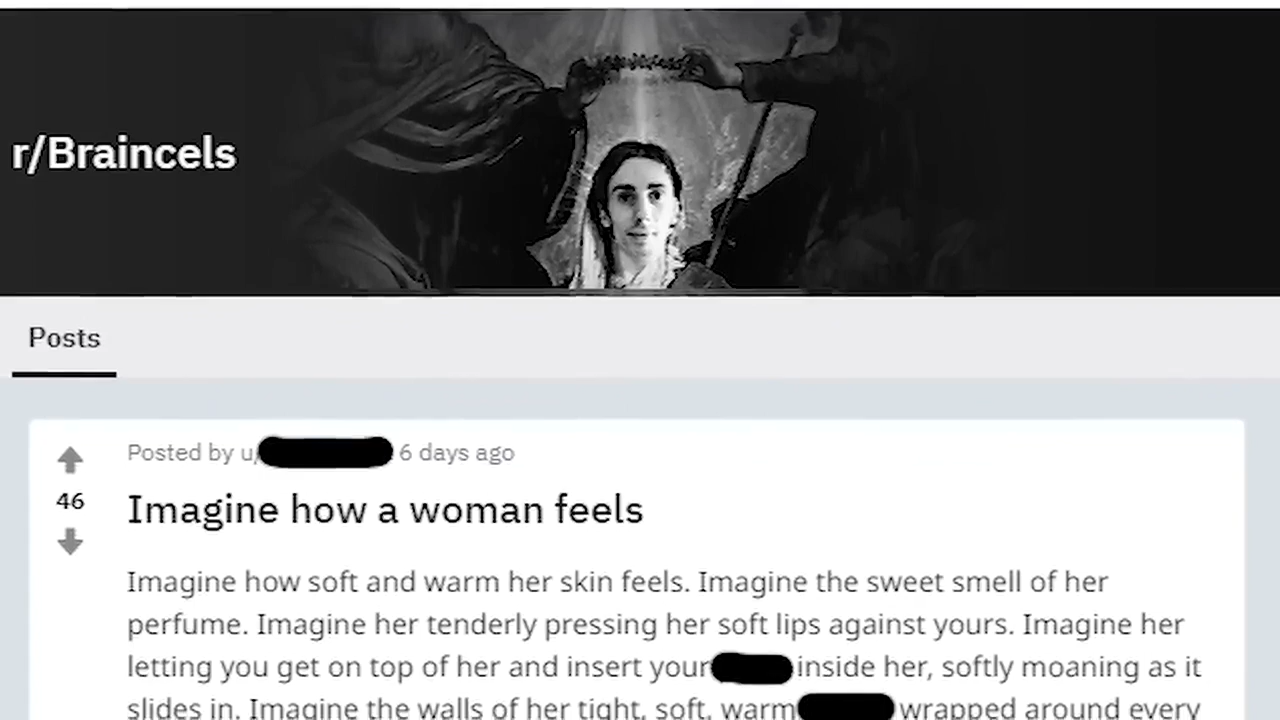 r/Braincels
Posts
Posted by u/ 6 days ago
46
Imagine how a woman feels
Imagine how soft and warm her skin feels. Imagine the sweet smell of her
perfume. Imagine her tenderly pressing her soft lips against yours. Imagine her
letting you get on top of her and insert your inside her, softly moaning as it
slides in. Imagine the walls of her tight, soft, warm wrapped around every